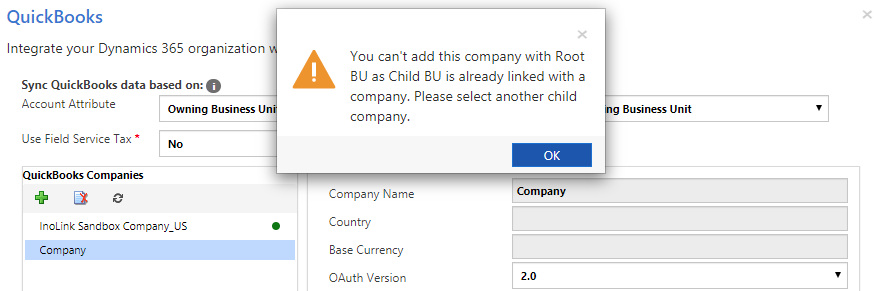 QuickBooks
Integrate your Dynamics 365 organization w
You can't add this company with Root
BU as Child BU is already linked with a
company. Please select another child
company.
OK
Sync QuickBooks data based on:
Account Attribute
Owning Business Unit
ning Business Unit
Use Field Service Tax *
No
QuickBooks Companies
InoLink Sandbox Company_US
Company
Company Name
Company
Country
Base Currency
OAuth Version
2.0